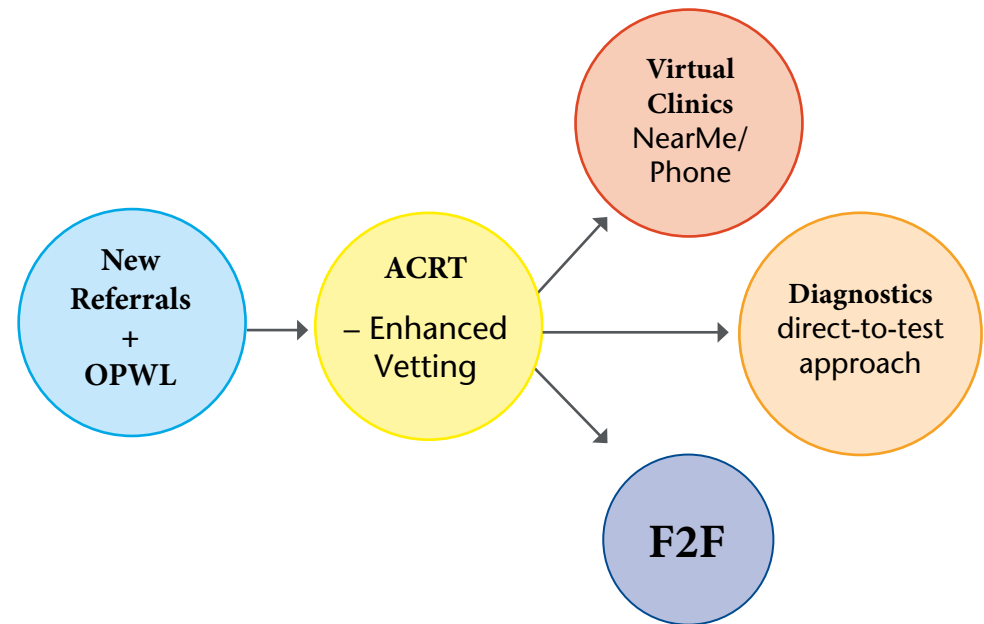 New
Referrals
+
OPWL
ACRT
– Enhanced
Vetting
Virtual
Clinics
NearMe/
Phone
Diagnostics
direct-to-test
approach
F2F